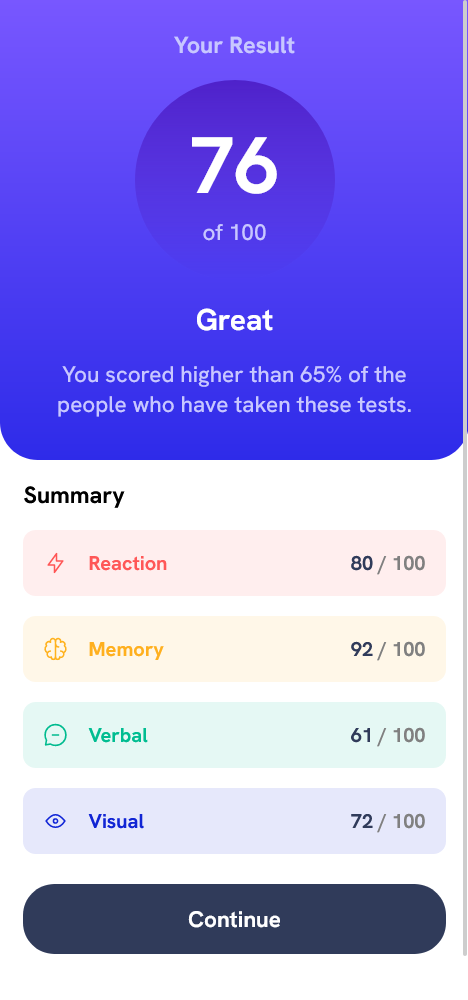 Your Result
76
of 100
Great
You scored higher than 65% of the
people who have taken these tests.
Summary
Reaction 80 / 100
Memory 92 / 100
Verbal 61 / 100
Visual 72 / 100
Continue